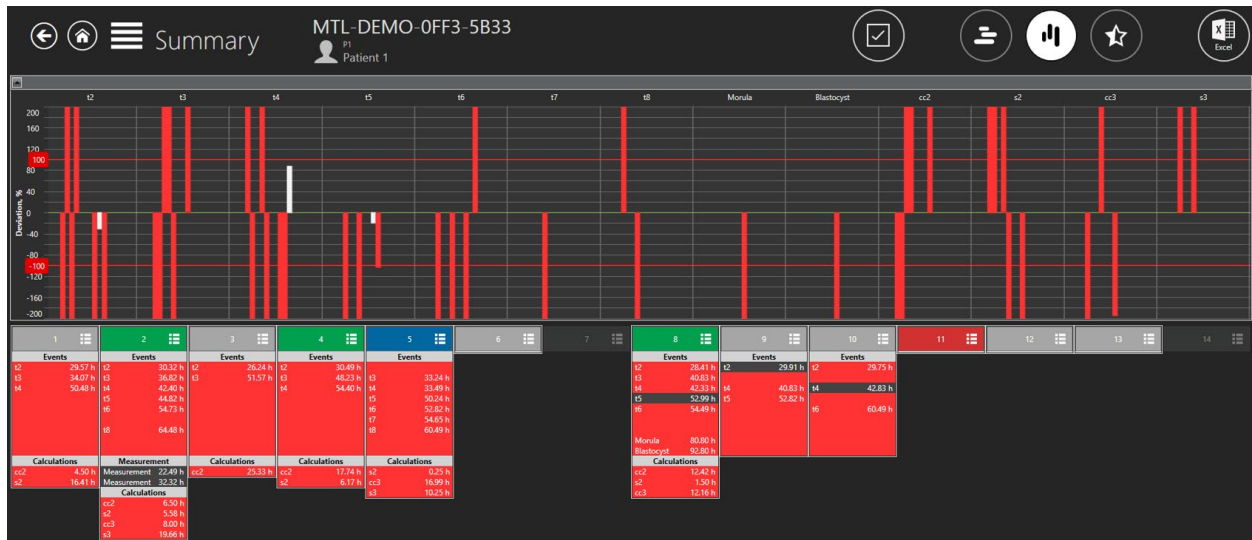 Summary
MTL-DEMO-0FF3-5B33
P1
Patient 1
Excel
t2 t3 t4 t5 t6 t7 t8 Morula Blastocyst cc2 s2 cc3 s3
Deviation, %
200
160
120
100
80
40
0
-40
-80
-100
-120
-160
-200
1 2 3 4 5 6 7 8 9 10 11 12 13 14
Events
t2 29.57 h
t3 34.07 h
t4 50.48 h
Calculations
cc2 4.50 h
s2 16.41 h
Events
t2 30.32 h
t3 36.82 h
t4 42.40 h
t5 44.82 h
t6 54.73 h
t8 64.48 h
Measurement
Measurement 22.49 h
Measurement 32.32 h
Calculations
cc2 6.50 h
s2 5.58 h
cc3 8.00 h
s3 19.66 h
Events
t2 26.24 h
t3 51.57 h
Calculations
cc2 25.33 h
Events
t2 30.49 h
t3 48.23 h
t4 54.40 h
Calculations
cc2 17.74 h
s2 6.17 h
Events
t3 33.24 h
t4 33.49 h
t5 50.24 h
t6 52.82 h
t7 54.65 h
t8 60.49 h
Calculations
s2 0.25 h
cc3 16.99 h
s3 10.25 h
Events
t2 28.41 h
t3 40.83 h
t4 42.33 h
t5 52.99 h
t6 54.49 h
Morula 80.80 h
Blastocyst 92.80 h
Calculations
cc2 12.42 h
s2 1.50 h
cc3 12.16 h
Events
t2 29.91 h
t4 40.83 h
t5 52.82 h
Events
t2 29.75 h
t4 42.83 h
t6 60.49 h